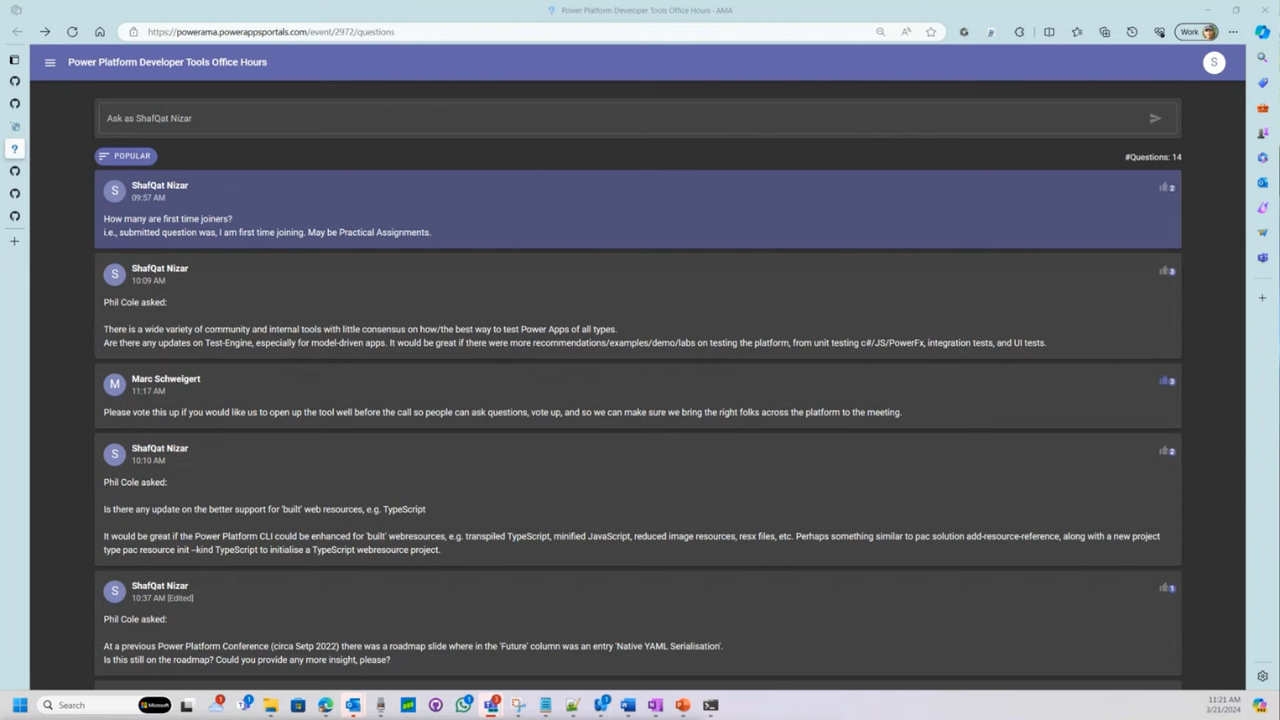 Power Platform Developer Tools Office Hours - AMA
https://powerama.powerappsportals.com/event/2972/questions
Work
Power Platform Developer Tools Office Hours
S
Ask as ShafQat Nizar
POPULAR
#Questions: 14
S
ShafQat Nizar
2
09:57 AM
How many are first time joiners?
i.e., submitted question was, I am first time joining. May be Practical Assignments.
S
ShafQat Nizar
3
10:09 AM
Phil Cole asked:
There is a wide variety of community and internal tools with little consensus on how/the best way to test Power Apps of all types.
Are there any updates on Test-Engine, especially for model-driven apps. It would be great if there were more recommendations/examples/demo/labs on testing the platform, from unit testing c#/JS/PowerFx, integration tests, and UI tests.
M
Marc Schweigert
3
11:17 AM
Please vote this up if you would like us to open up the tool well before the call so people can ask questions, vote up, and so we can make sure we bring the right folks across the platform to the meeting.
S
ShafQat Nizar
2
10:10 AM
Phil Cole asked:
Is there any update on the better support for 'built' web resources, e.g. TypeScript
It would be great if the Power Platform CLI could be enhanced for 'built' webresources, e.g. transpiled TypeScript, minified JavaScript, reduced image resources, resx files, etc. Perhaps something similar to pac solution add-resource-reference, along with a new project
type pac resource init --kind TypeScript to initialise a TypeScript webresource project.
S
ShafQat Nizar
1
10:37 AM [Edited]
Phil Cole asked:
At a previous Power Platform Conference (circa Setp 2022) there was a roadmap slide where in the 'Future' column was an entry 'Native YAML Serialisation'.
Is this still on the roadmap? Could you provide any more insight, please?
Search
Microsoft
11:21 AM
3/21/2024